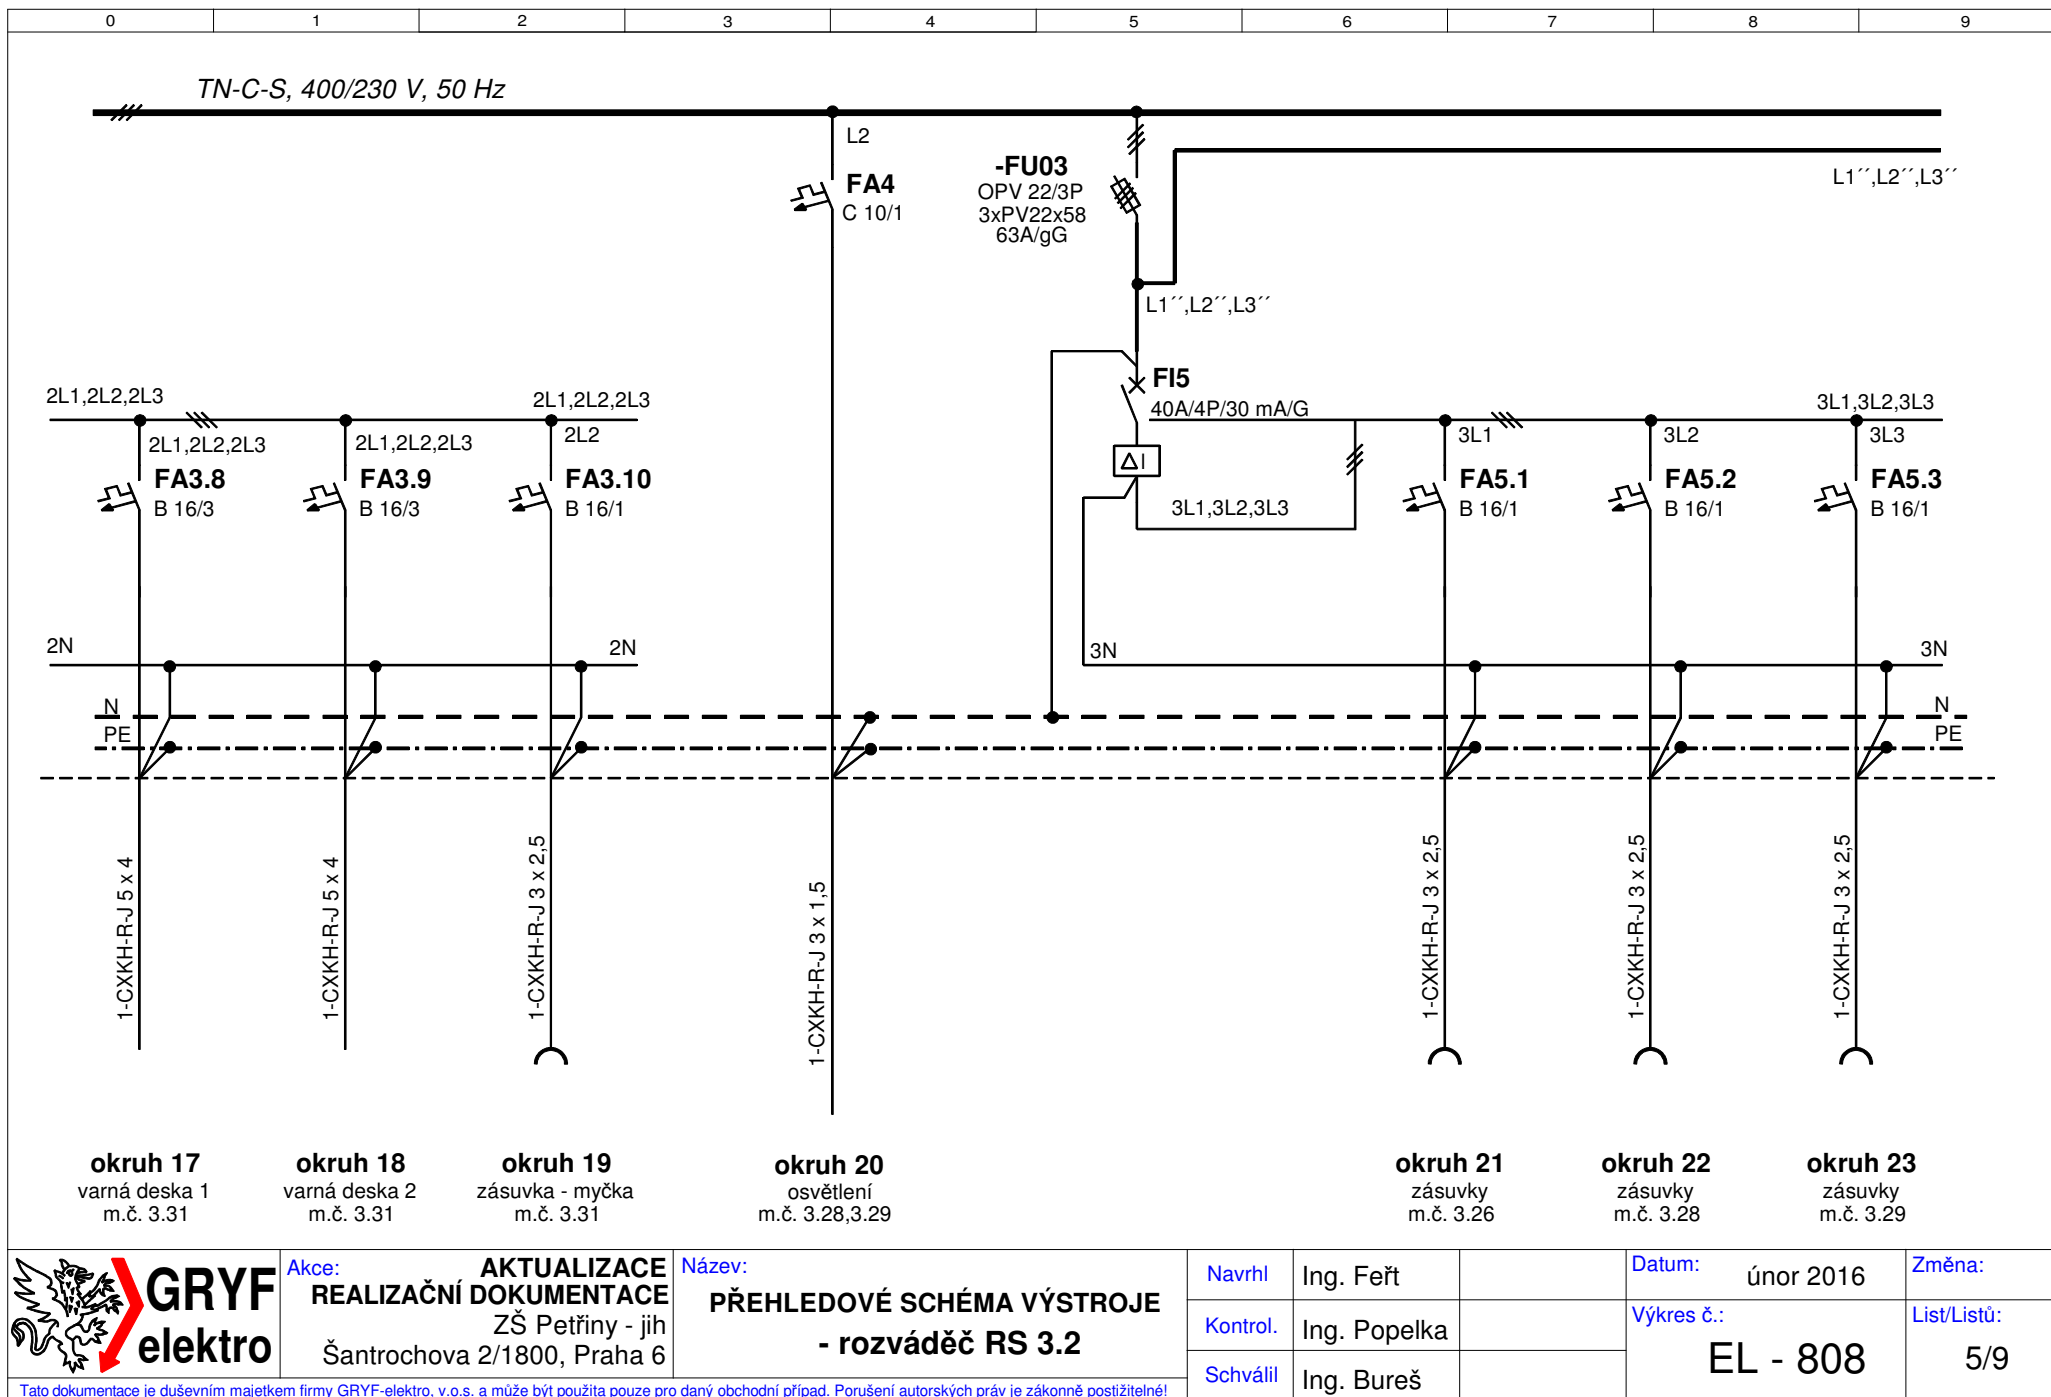 0 1 2 3 4 5 6 7 8 9
TN-C-S, 400/230 V, 50 Hz
L2
FA4
C 10/1
-FU03
OPV 22/3P
3xPV22x58
63A/gG
L1´´,L2´´,L3´´
L1´´,L2´´,L3´´
FI5
40A/4P/30 mA/G
ΔI
3L1,3L2,3L3
2L1,2L2,2L3
2L1,2L2,2L3
3L1,3L2,3L3
2L1,2L2,2L3
FA3.8
B 16/3
2L1,2L2,2L3
FA3.9
B 16/3
2L2
FA3.10
B 16/1
3L1
FA5.1
B 16/1
3L2
FA5.2
B 16/1
3L3
FA5.3
B 16/1
2N
2N
3N
3N
N
N
PE
PE
1-CXKH-R-J 5 x 4
1-CXKH-R-J 5 x 4
1-CXKH-R-J 3 x 2,5
1-CXKH-R-J 3 x 1,5
1-CXKH-R-J 3 x 2,5
1-CXKH-R-J 3 x 2,5
1-CXKH-R-J 3 x 2,5
okruh 17
varná deska 1
m.č. 3.31
okruh 18
varná deska 2
m.č. 3.31
okruh 19
zásuvka - myčka
m.č. 3.31
okruh 20
osvětlení
m.č. 3.28,3.29
okruh 21
zásuvky
m.č. 3.26
okruh 22
zásuvky
m.č. 3.28
okruh 23
zásuvky
m.č. 3.29
GRYF
elektro
Akce:
AKTUALIZACE
REALIZAČNÍ DOKUMENTACE
ZŠ Petřiny - jih
Šantrochova 2/1800, Praha 6
Název:
PŘEHLEDOVÉ SCHÉMA VÝSTROJE
- rozváděč RS 3.2
Navrhl Ing. Feřt
Kontrol. Ing. Popelka
Schválil Ing. Bureš
Datum: únor 2016
Změna:
Výkres č.:
EL - 808
List/Listů:
5/9
Tato dokumentace je duševním majetkem firmy GRYF-elektro, v.o.s. a může být použita pouze pro daný obchodní případ. Porušení autorských práv je zákonně postižitelné!